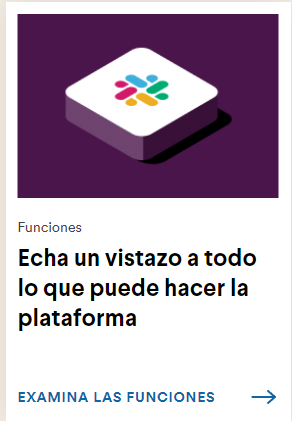 Funciones
Echa un vistazo a todo
lo que puede hacer la
plataforma
EXAMINA LAS FUNCIONES